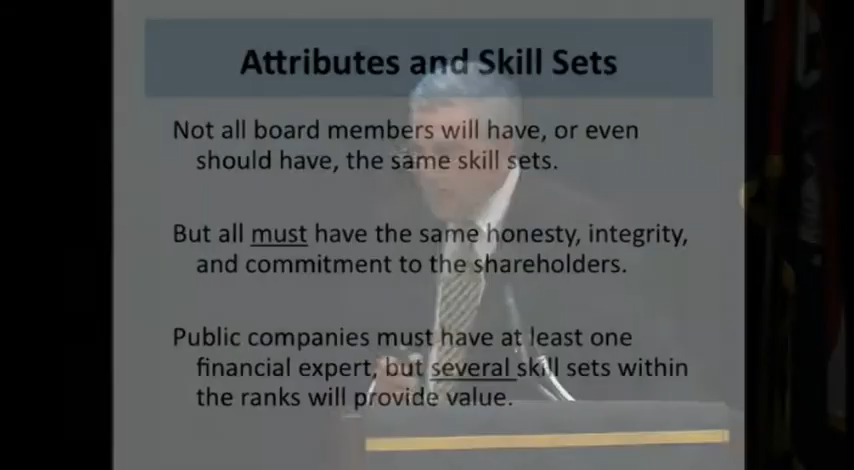 Attributes and Skill Sets
Not all board members will have, or even
should have, the same skill sets.
But all must have the same honesty, integrity,
and commitment to the shareholders.
Public companies must have at least one
financial expert, but several skill sets within
the ranks will provide value.